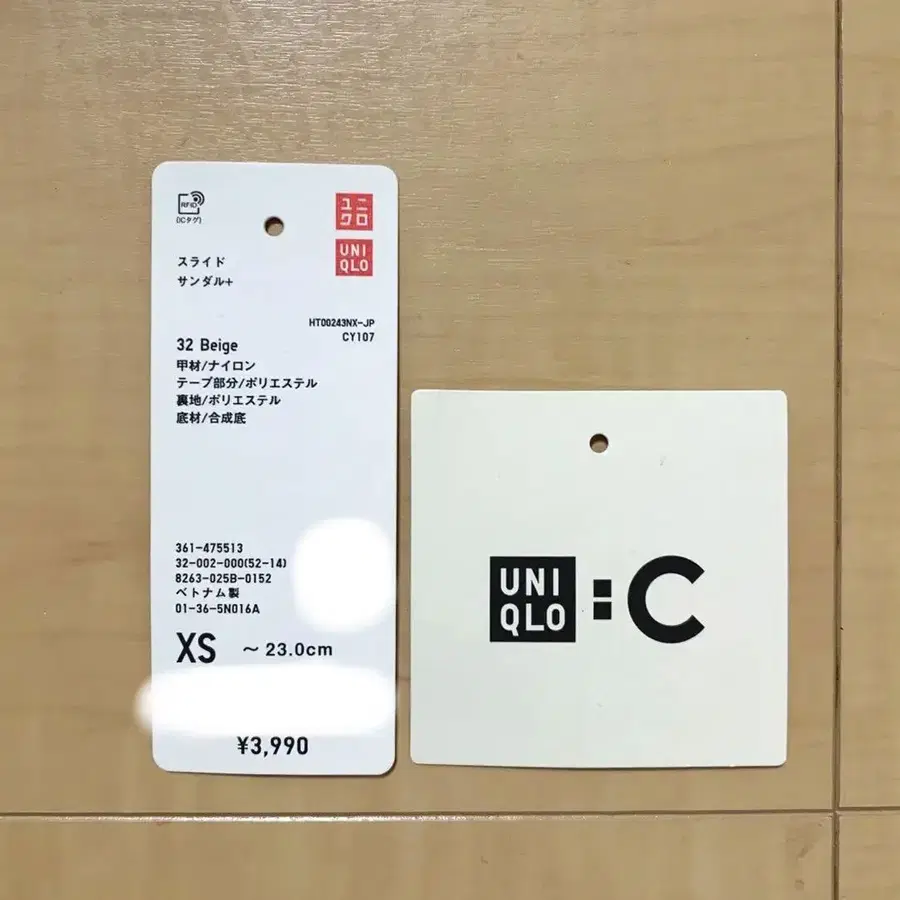 RFID
(ICタグ)
ユニ
クロ
UNI
QLO
スライド
サンダル+
HT00243NX-JP
CY107
32 Beige
甲材/ナイロン
テープ部分/ポリエステル
裏地/ポリエステル
底材/合成底
361-475513
32-002-000(52-14)
8263-025B-0152
ベトナム製
01-36-5N016A
XS ~23.0cm
¥3,990
UNI
QLO
:C